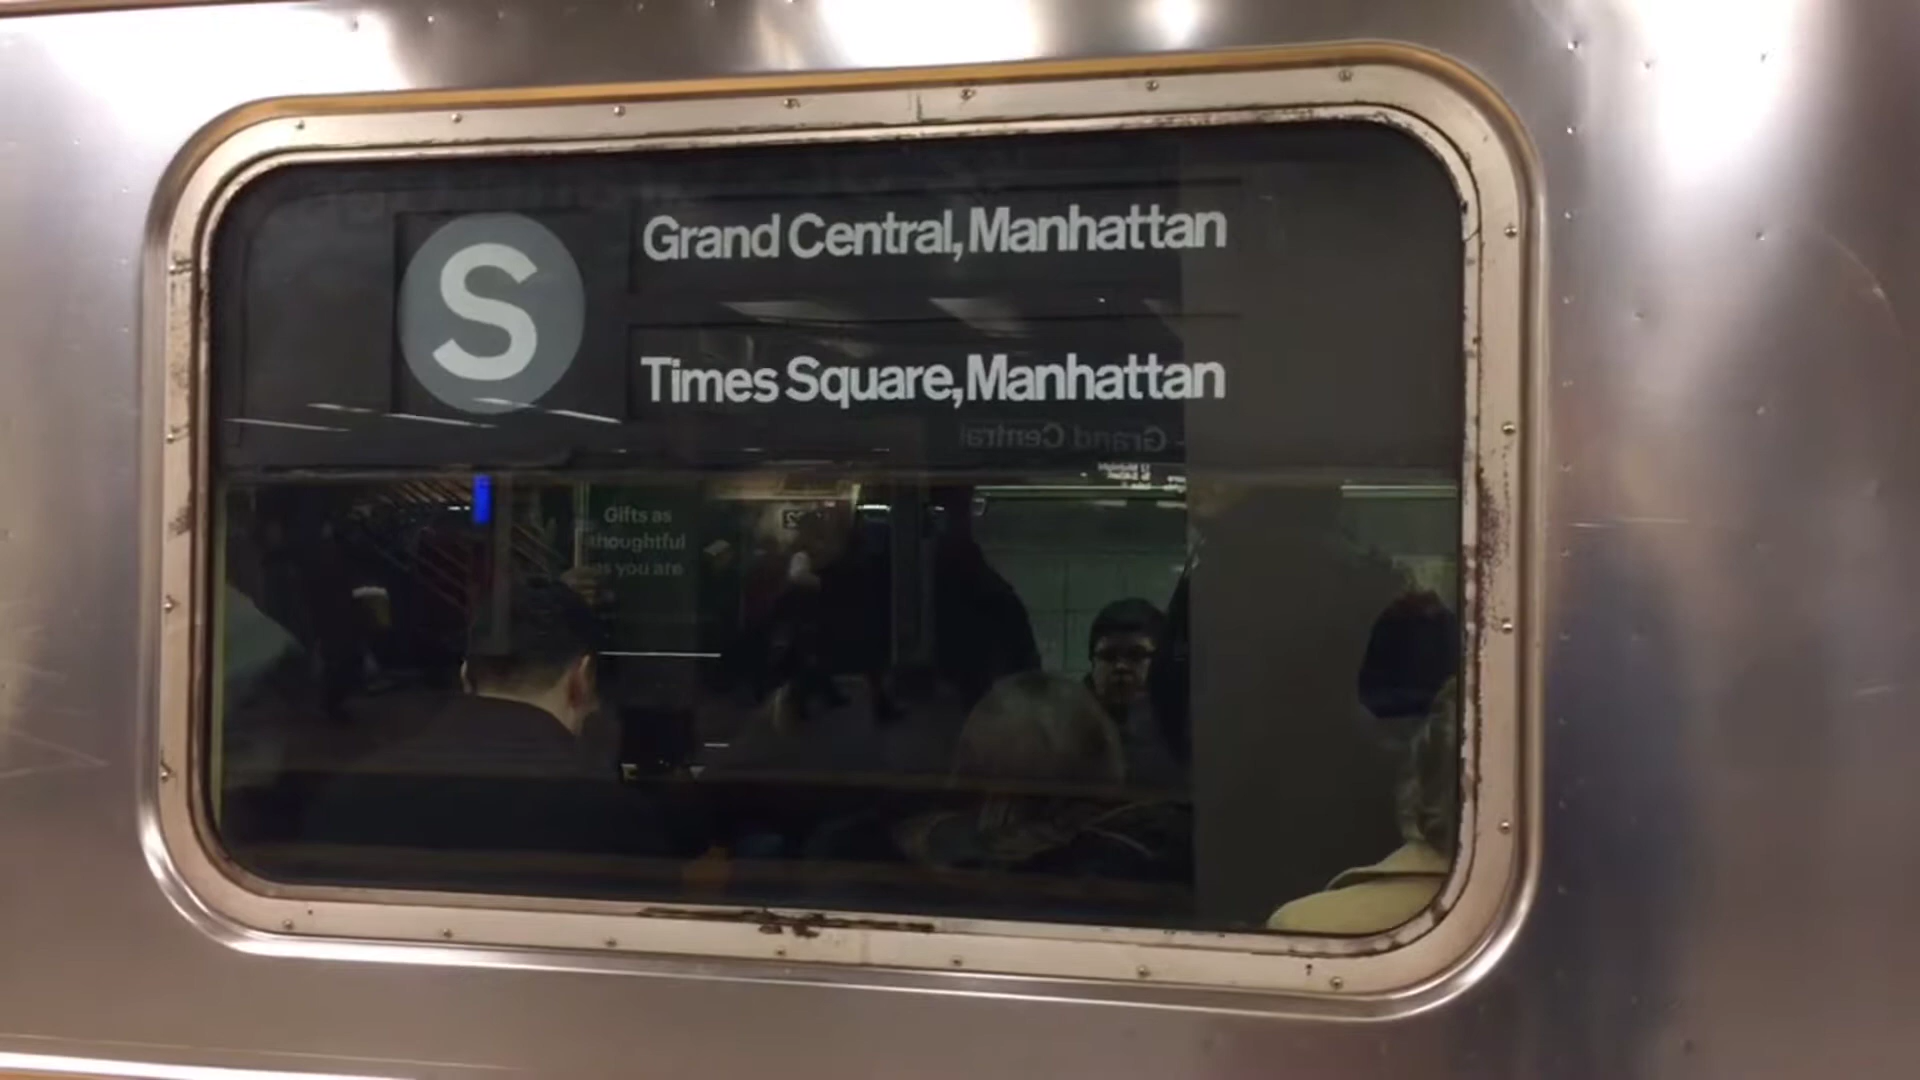 S
Grand Central, Manhattan
Times Square, Manhattan
- Grand Central
Gifts as
thoughtful
as you are